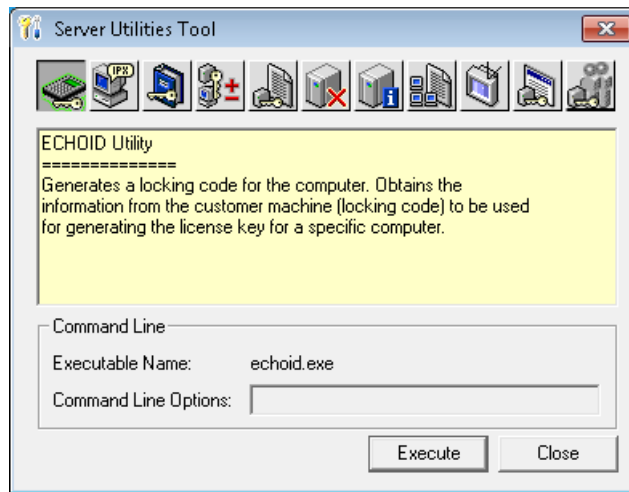 Server Utilities Tool
IPX
ECHOID Utility
==============
Generates a locking code for the computer. Obtains the
information from the customer machine (locking code) to be used
for generating the license key for a specific computer.
Command Line
Executable Name: echoid.exe
Command Line Options:
Execute Close